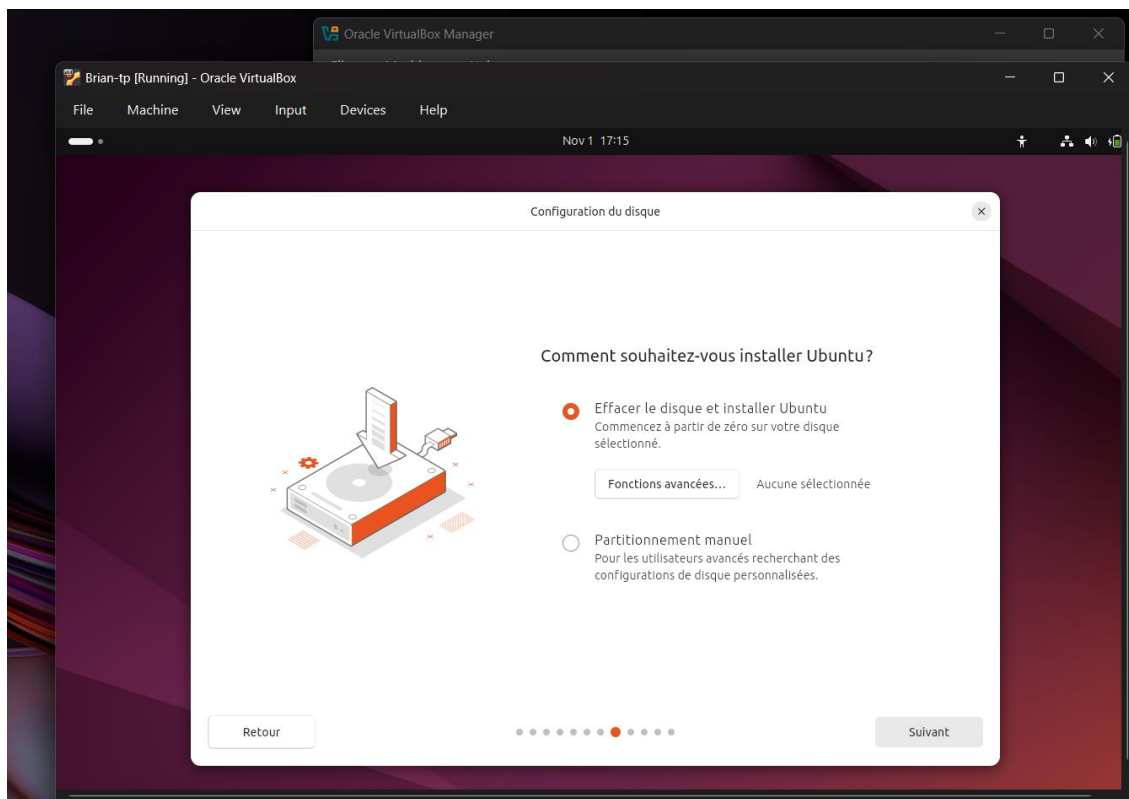 Oracle VirtualBox Manager
Brian-tp [Running] - Oracle VirtualBox
File Machine View Input Devices Help
Nov 1 17:15
Configuration du disque
Comment souhaitez-vous installer Ubuntu ?
Effacer le disque et installer Ubuntu
Commencez à partir de zéro sur votre disque
sélectionné.
Fonctions avancées... Aucune sélectionnée
Partitionnement manuel
Pour les utilisateurs avancés recherchant des
configurations de disque personnalisées.
Retour Suivant